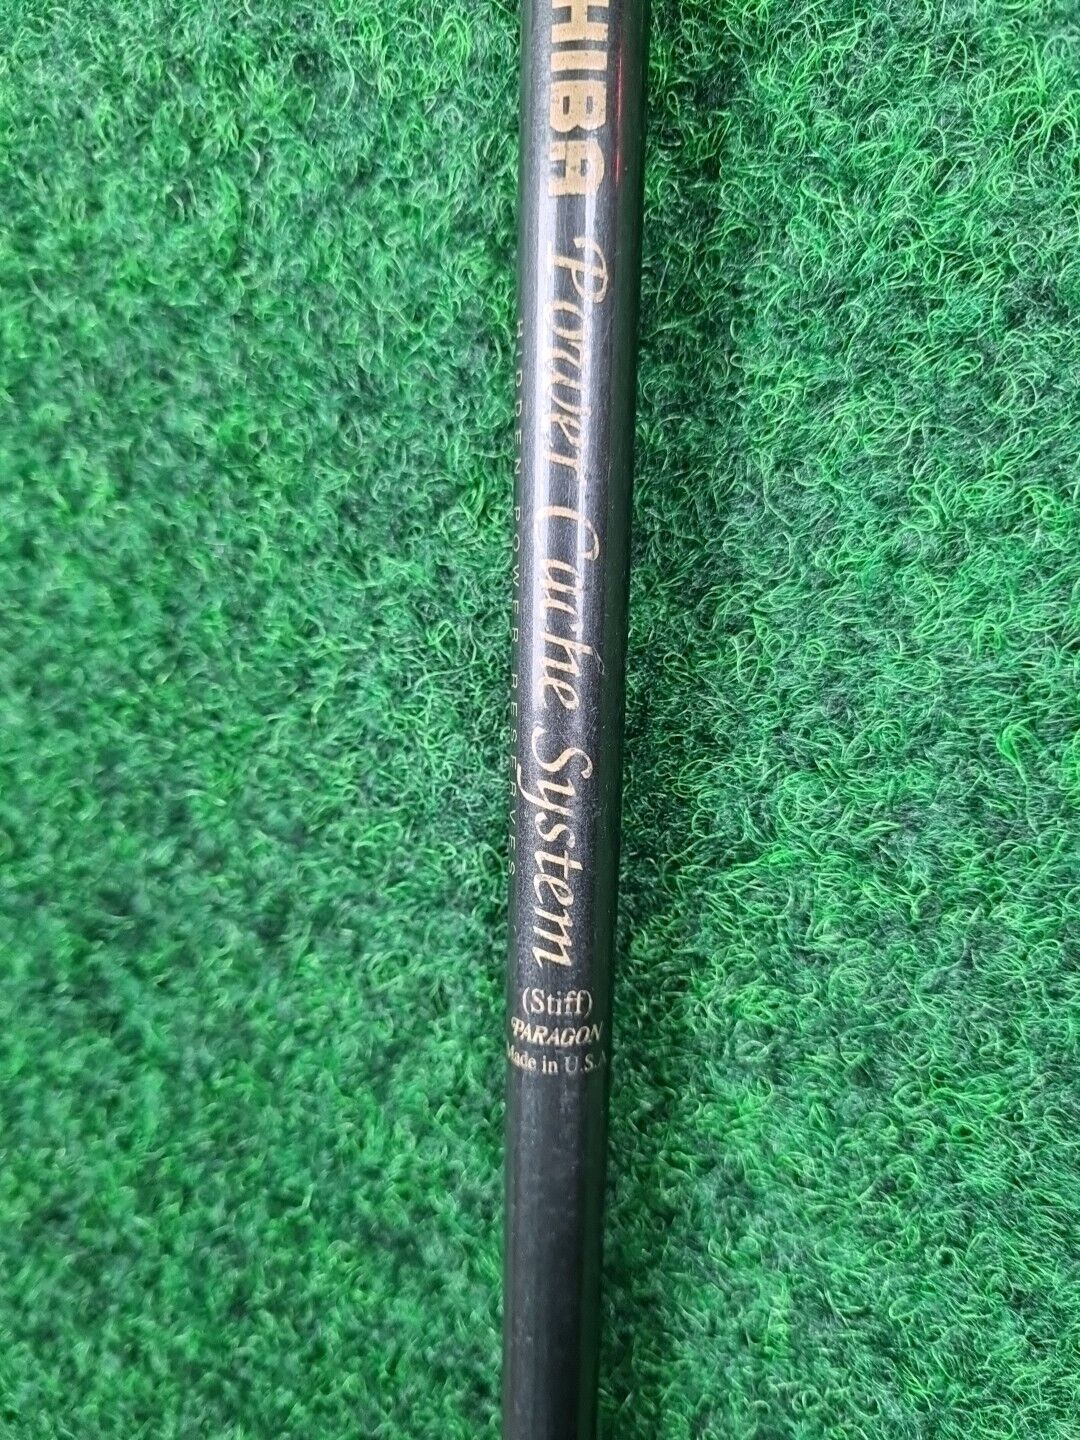 HIBA Power Cache System
HIDDEN POWER RESERVES
(Stiff)
PARAGON
Made in U.S.A